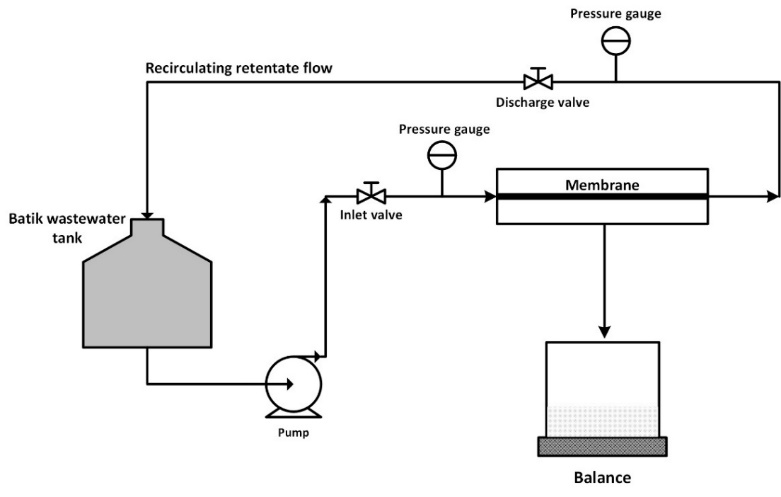 Pressure gauge
Recirculating retentate flow
Discharge valve
Pressure gauge
Membrane
Inlet valve
Batik wastewater
tank
Pump
Balance